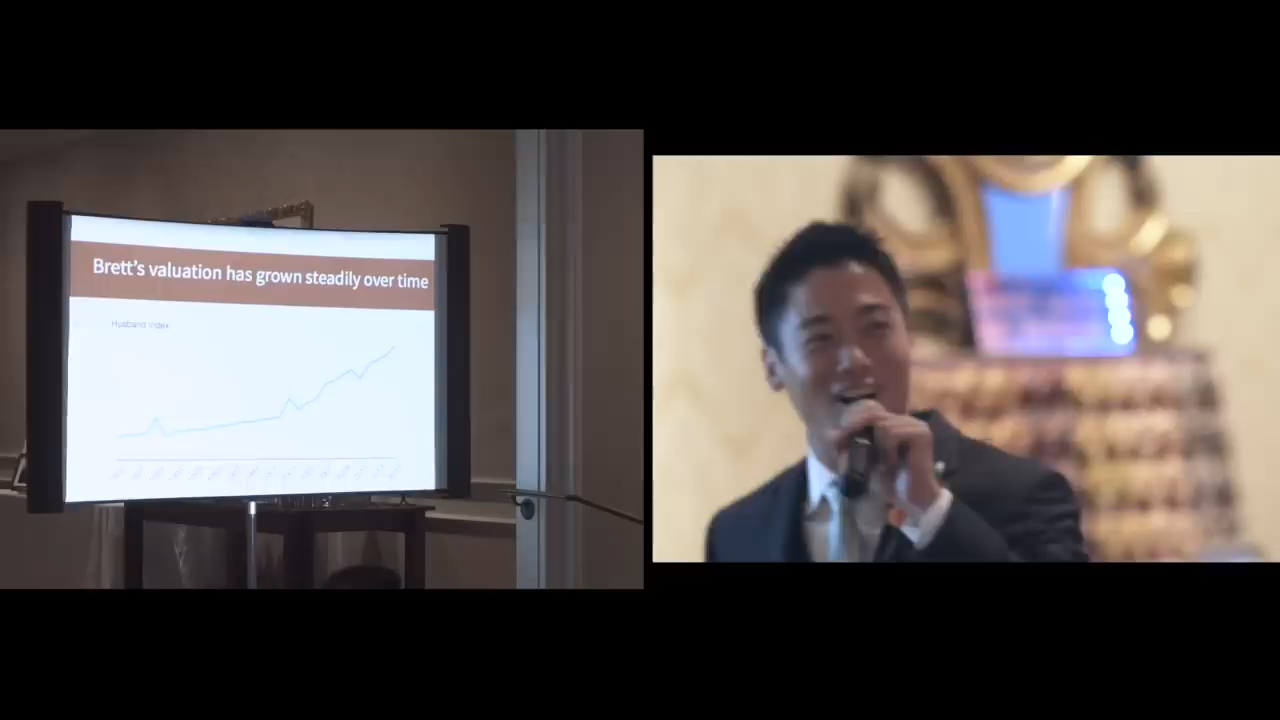 Brett's valuation has grown steadily over time
Husband Index